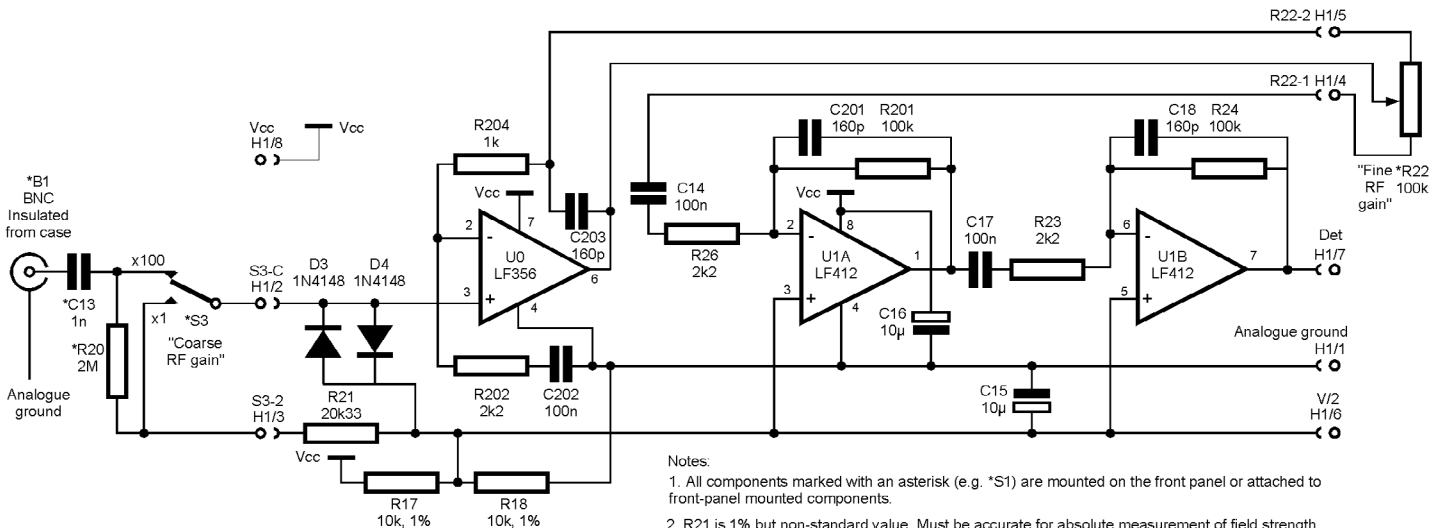 R22-2 H1/5
R22-1 H1/4
Vcc
H1/8
Vcc
R204
1k
C201
160p
R201
100k
C18
160p
R24
100k
*B1
BNC
Insulated
from case
"Fine
RF
gain"
*R22
100k
Vcc
7
C14
100n
Vcc
8
x100
S3-C
H1/2
D3
1N4148
D4
1N4148
2
-
U0
LF356
C203
160p
6
R26
2k2
2
-
U1A
LF412
1
C17
100n
R23
2k2
6
-
U1B
LF412
7
Det
H1/7
*C13
1n
x1
*S3
3
+
4
3
+
4
C16
10µ
5
+
"Coarse
RF gain"
*R20
2M
Analogue ground
H1/1
Analogue
ground
S3-2
H1/3
R21
20k33
R202
2k2
C202
100n
C15
10µ
V/2
H1/6
Vcc
R17
10k, 1%
R18
10k, 1%
Notes:
1. All components marked with an asterisk (e.g. *S1) are mounted on the front panel or attached to
front-panel mounted components.
2. R21 is 1% but non-standard value. Must be accurate for absolute measurement of field strength